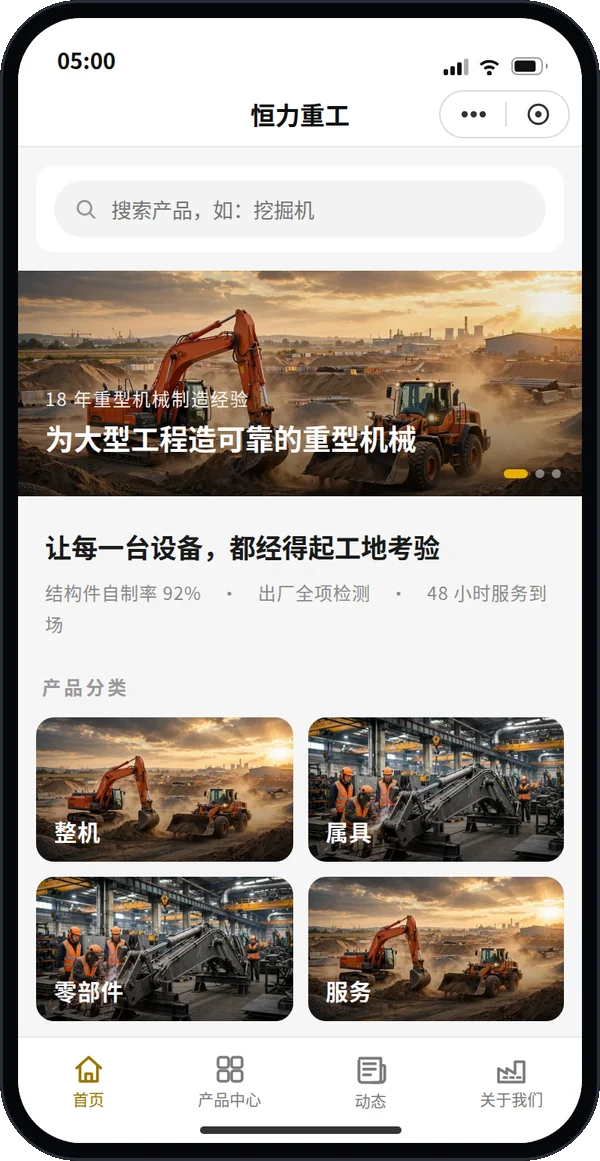 05:00
恒力重工
搜索产品，如：挖掘机
18 年重型机械制造经验
为大型工程造可靠的重型机械
让每一台设备，都经得起工地考验
结构件自制率 92% · 出厂全项检测 · 48 小时服务到
场
产品分类
整机
属具
零部件
服务
首页
产品中心
动态
关于我们